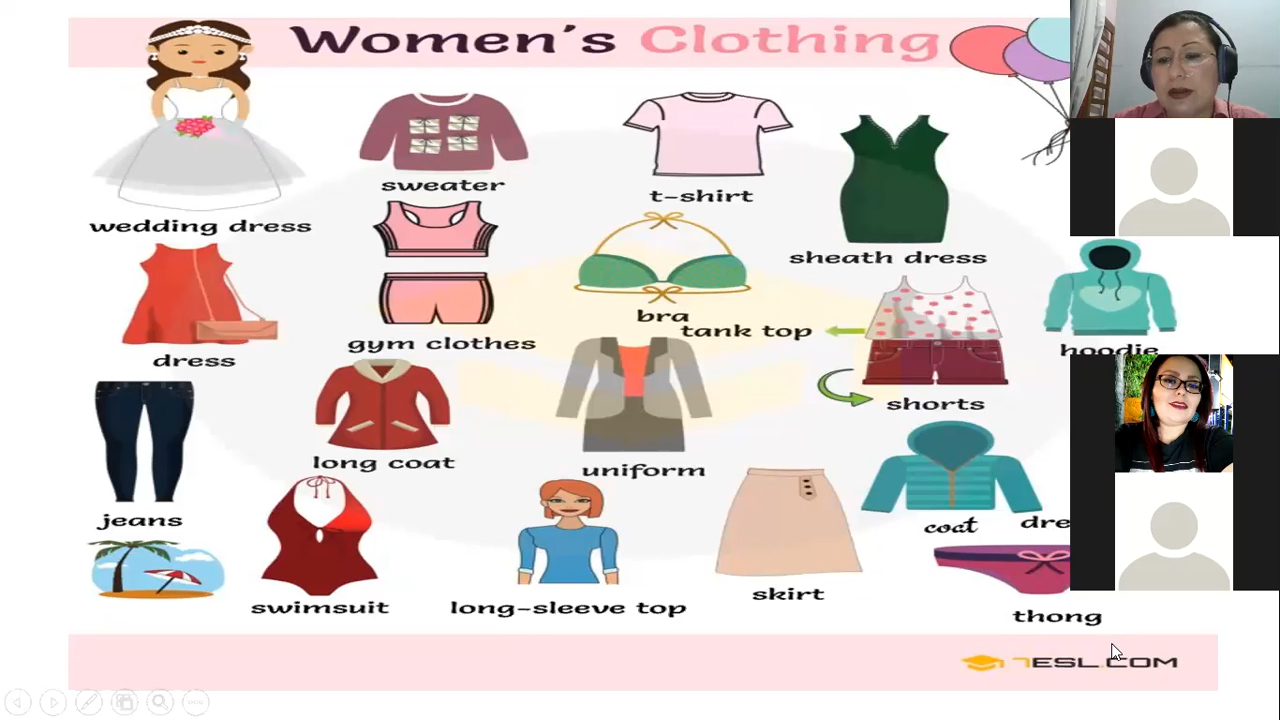 Women's Clothing
sweater
t-shirt
wedding dress
sheath dress
bra
tank top
gym clothes
hoodie
dress
shorts
long coat
uniform
jeans
coat
dre
skirt
swimsuit
long-sleeve top
thong
7ESL.COM